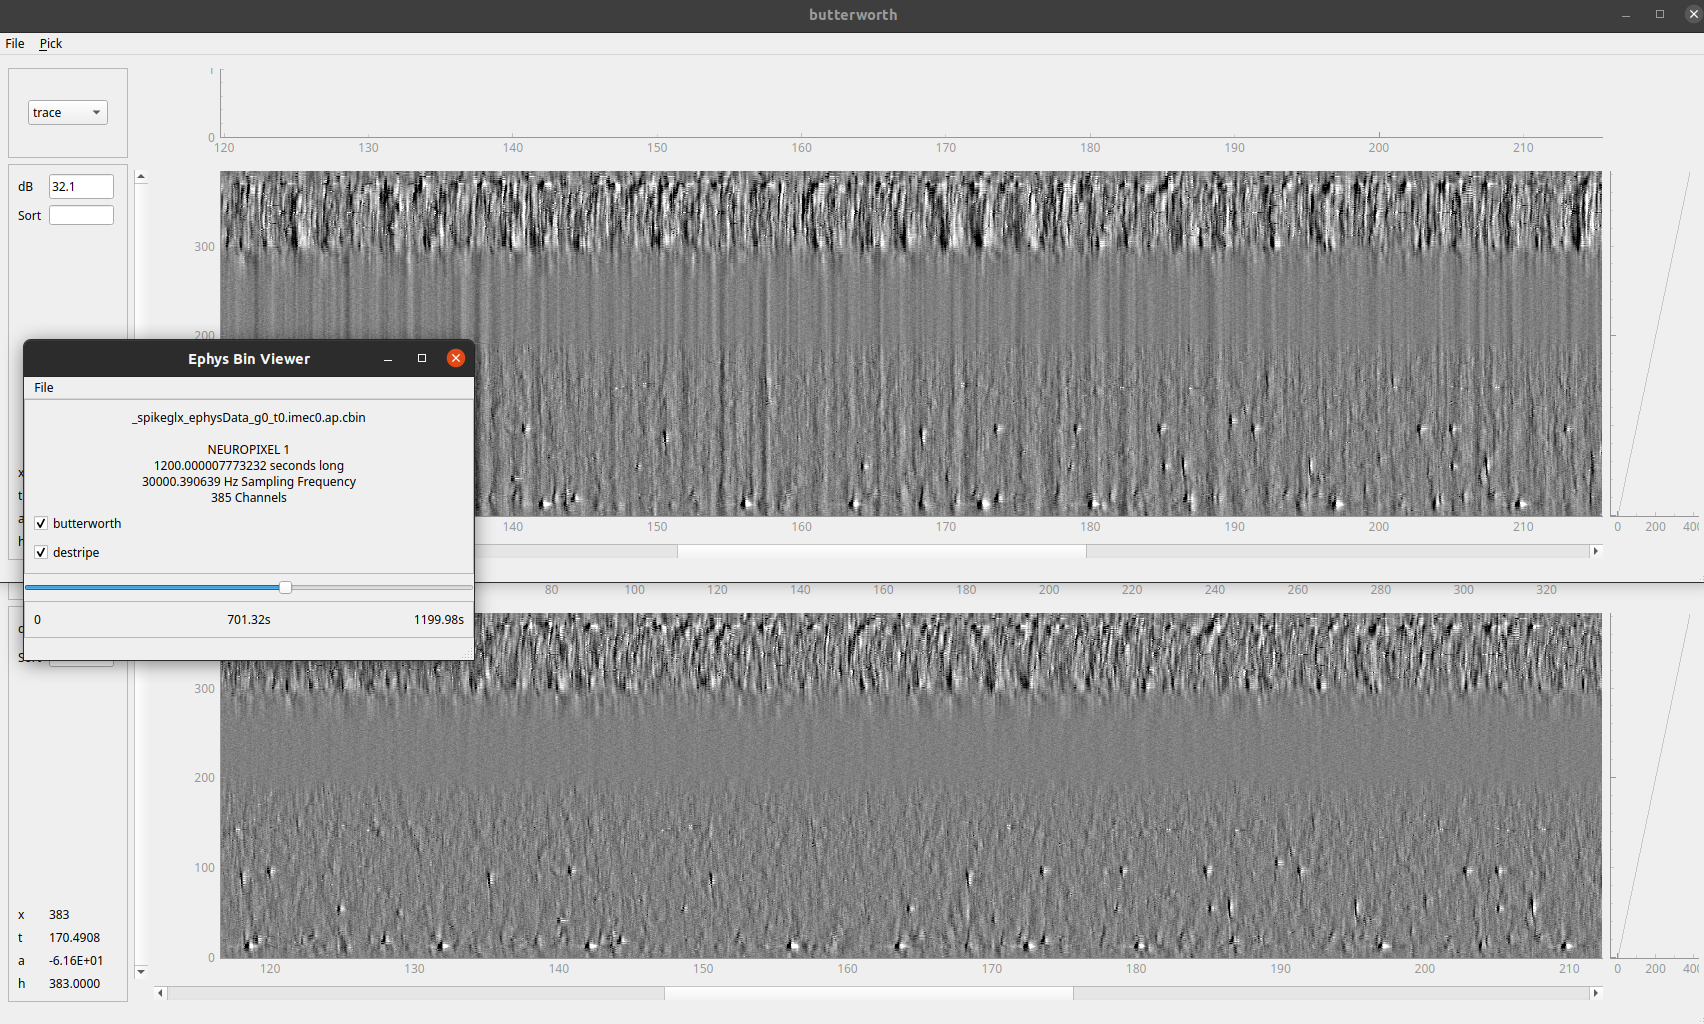 butterworth
File Pick
trace
1
0
120 130 140 150 160 170 180 190 200 210
dB 32.1
Sort
300
200
140 150 160 170 180 190 200 210
0 200 40
x
t
a
h
Ephys Bin Viewer
File
_spikeglx_ephysData_g0_t0.imec0.ap.cbin
NEUROPIXEL 1
1200.000007773232 seconds long
30000.390639 Hz Sampling Frequency
385 Channels
butterworth
destripe
0 701.32s 1199.98s
80 100 120 140 160 180 200 220 240 260 280 300 320
300
200
100
0
120 130 140 150 160 170 180 190 200 210
0 200 40
x 383
t 170.4908
a -6.16E+01
h 383.0000